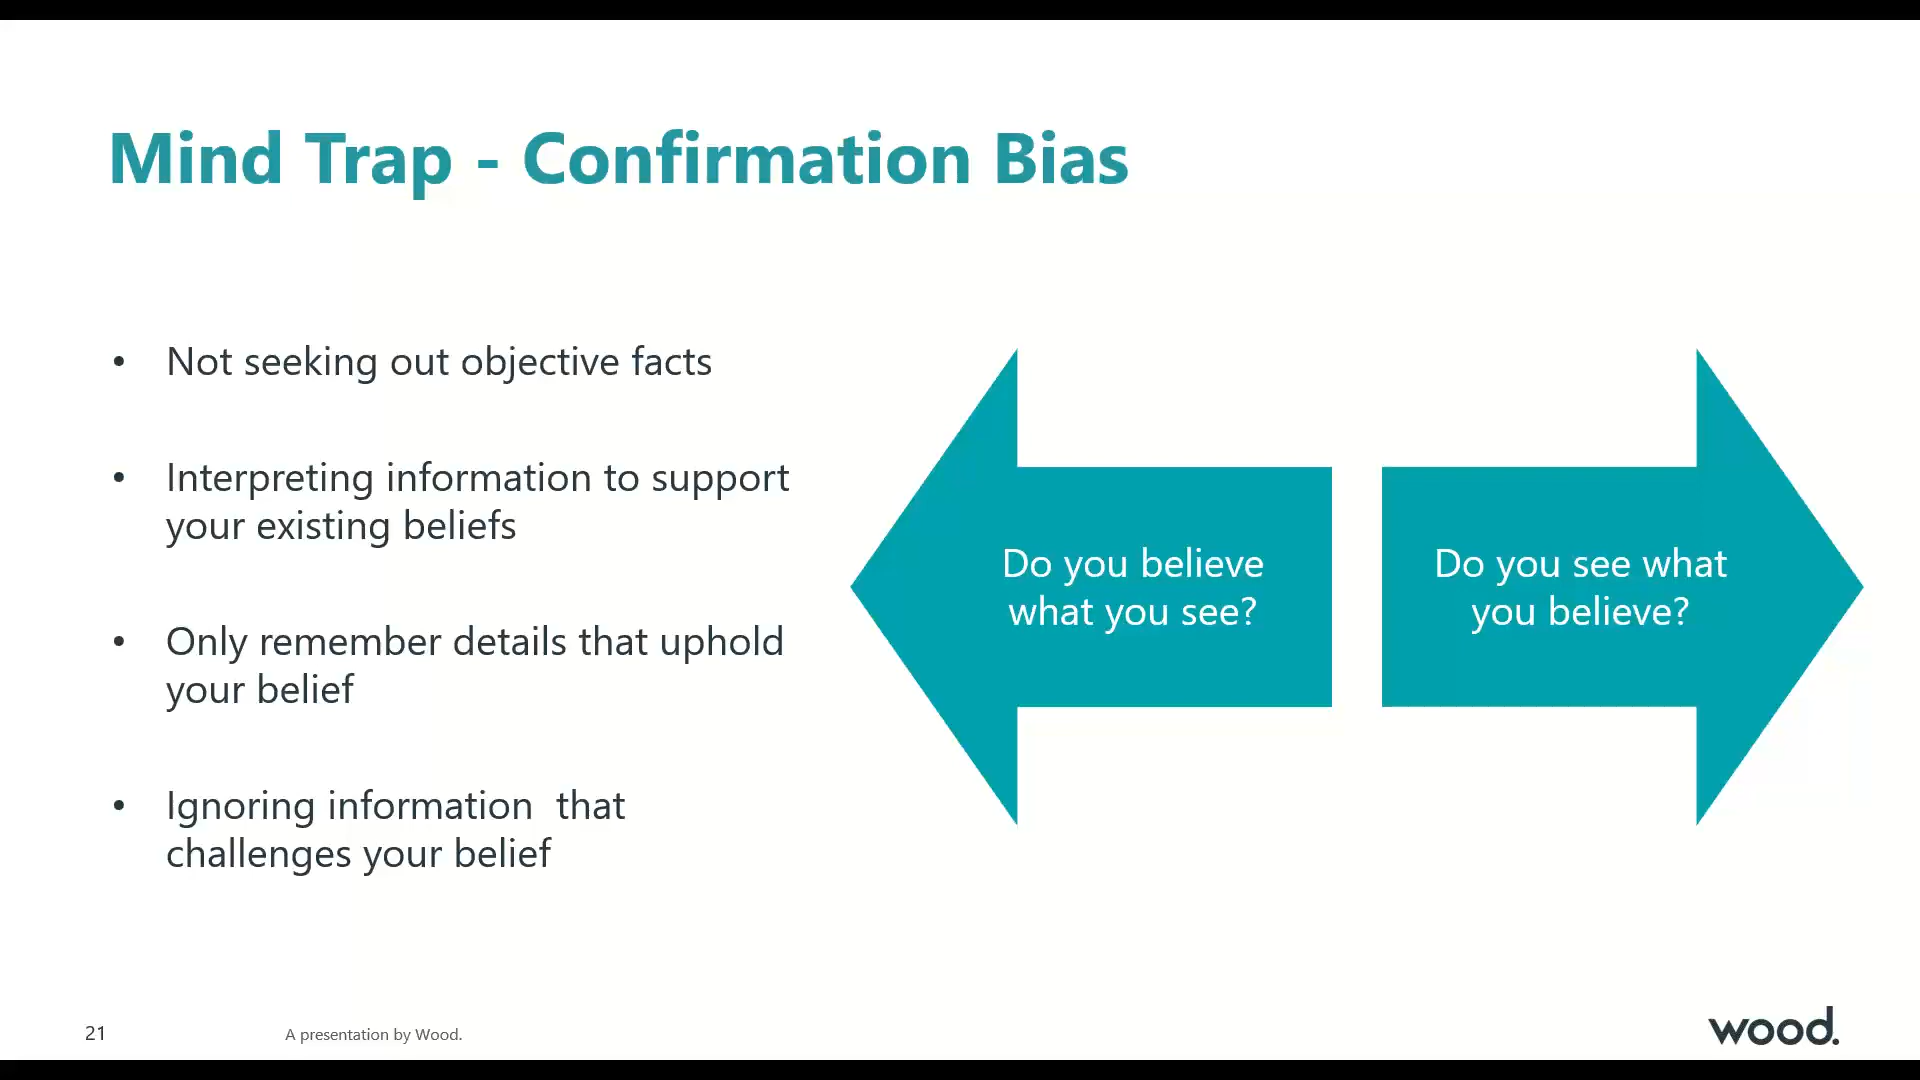 Mind Trap - Confirmation Bias
• Not seeking out objective facts
• Interpreting information to support
your existing beliefs
• Only remember details that uphold
your belief
• Ignoring information  that
challenges your belief
Do you believe
what you see?
Do you see what
you believe?
21
A presentation by Wood.
wood.